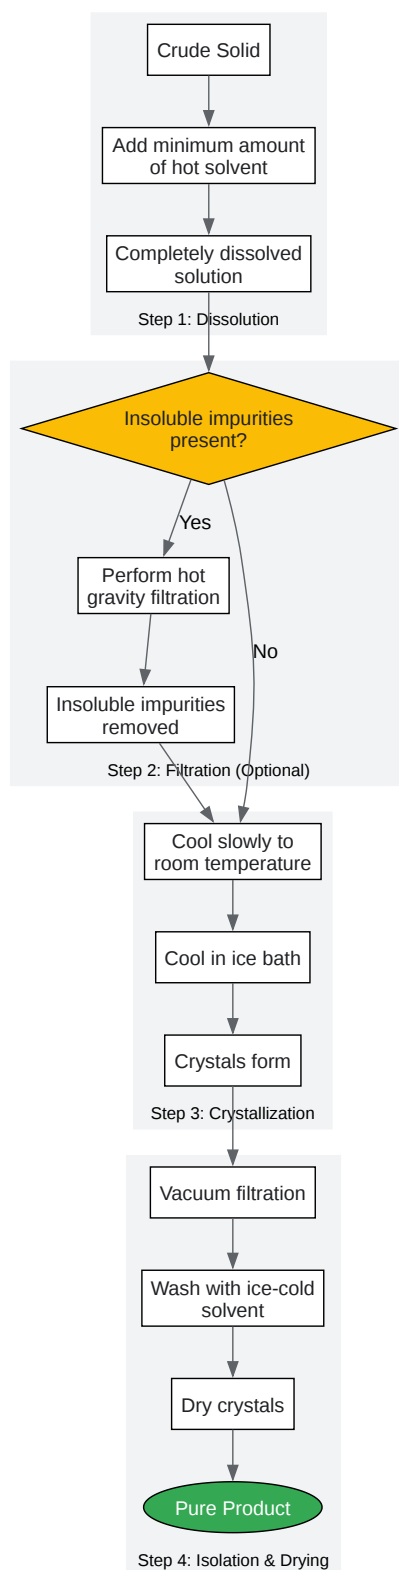 Crude Solid
Add minimum amount
of hot solvent
Completely dissolved
solution
Step 1: Dissolution
Insoluble impurities
present?
Yes
Perform hot
gravity filtration
No
Insoluble impurities
removed
Step 2: Filtration (Optional)
Cool slowly to
room temperature
Cool in ice bath
Crystals form
Step 3: Crystallization
Vacuum filtration
Wash with ice-cold
solvent
Dry crystals
Pure Product
Step 4: Isolation & Drying